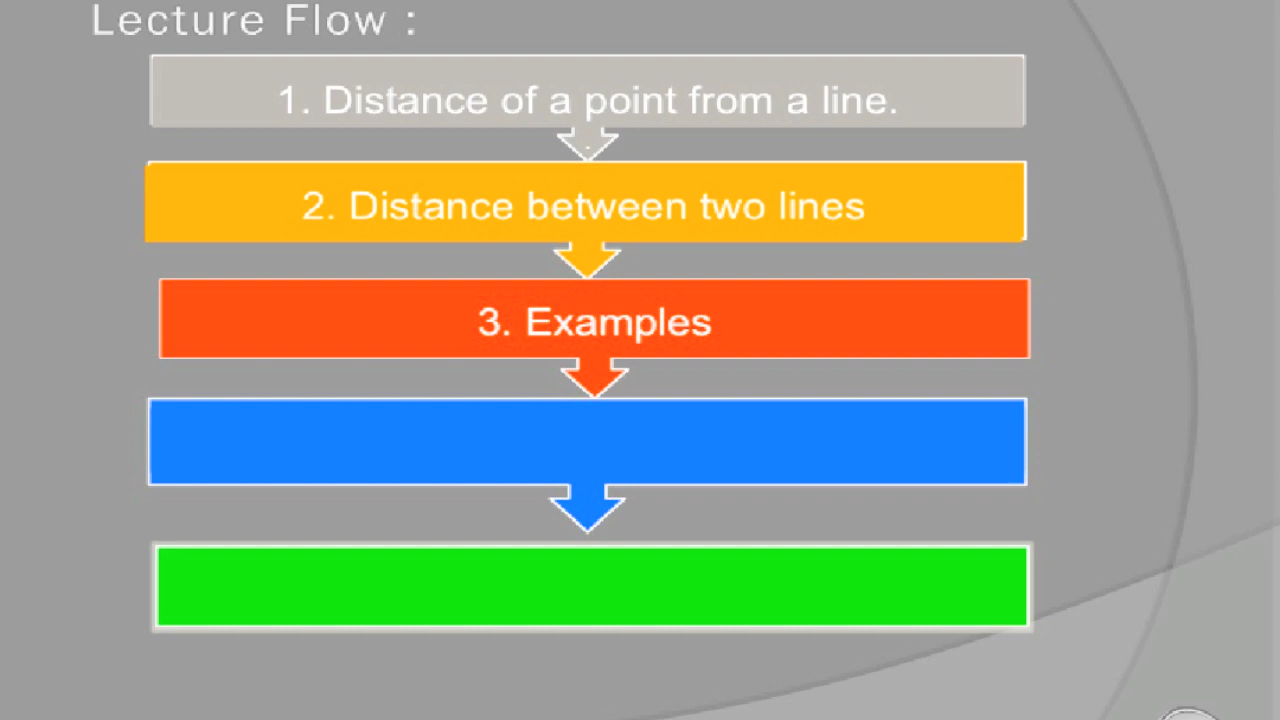 Lecture Flow :
1. Distance of a point from a line.
2. Distance between two lines
3. Examples